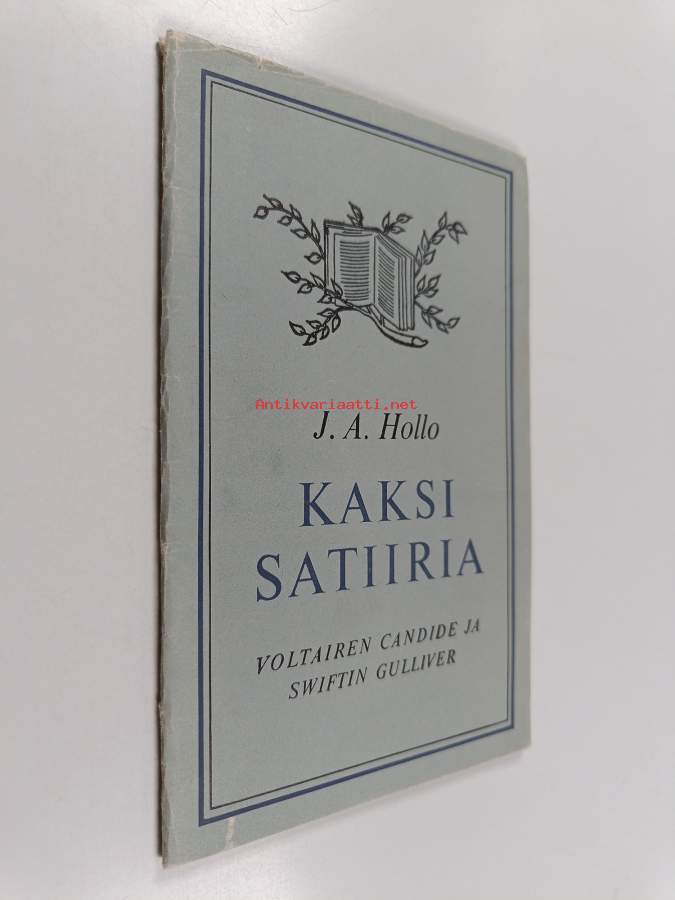 Antikvariaatti.net
J. A. Hollo
KAKSI
SATIIRIA
VOLTAIREN CANDIDE JA
SWIFTIN GULLIVER